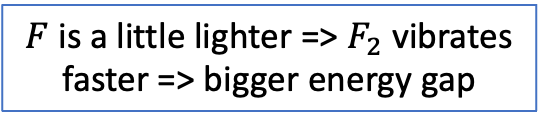 F is a little lighter => F₂ vibrates
faster => bigger energy gap